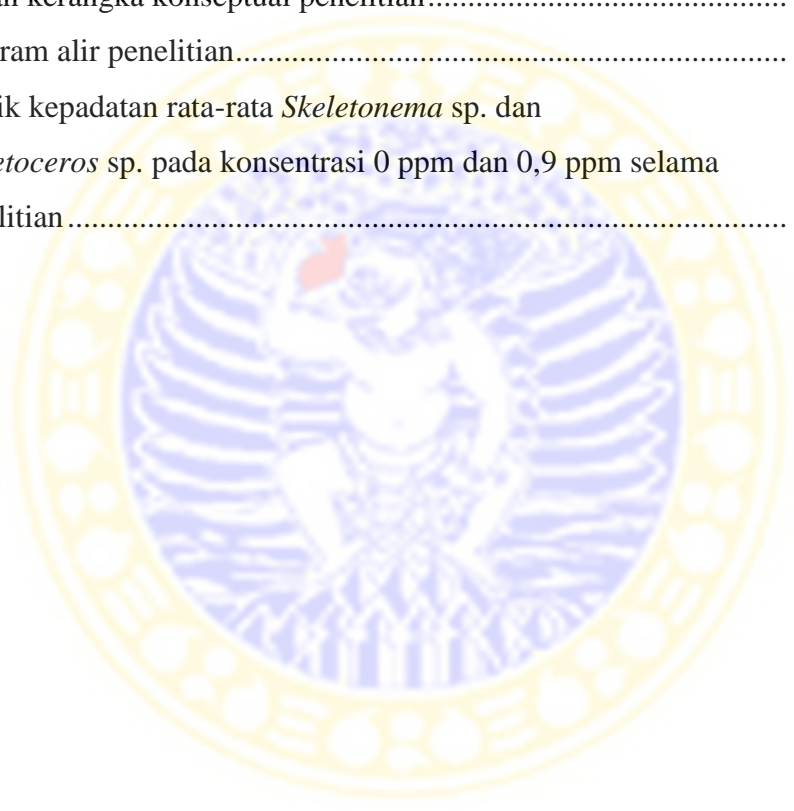 kerangka konseptual penelitian........................................
ram alir penelitian......................................................................
ik kepadatan rata-rata Skeletonema sp. dan
etoceros sp. pada konsentrasi 0 ppm dan 0,9 ppm selama
litian..........................................................................................